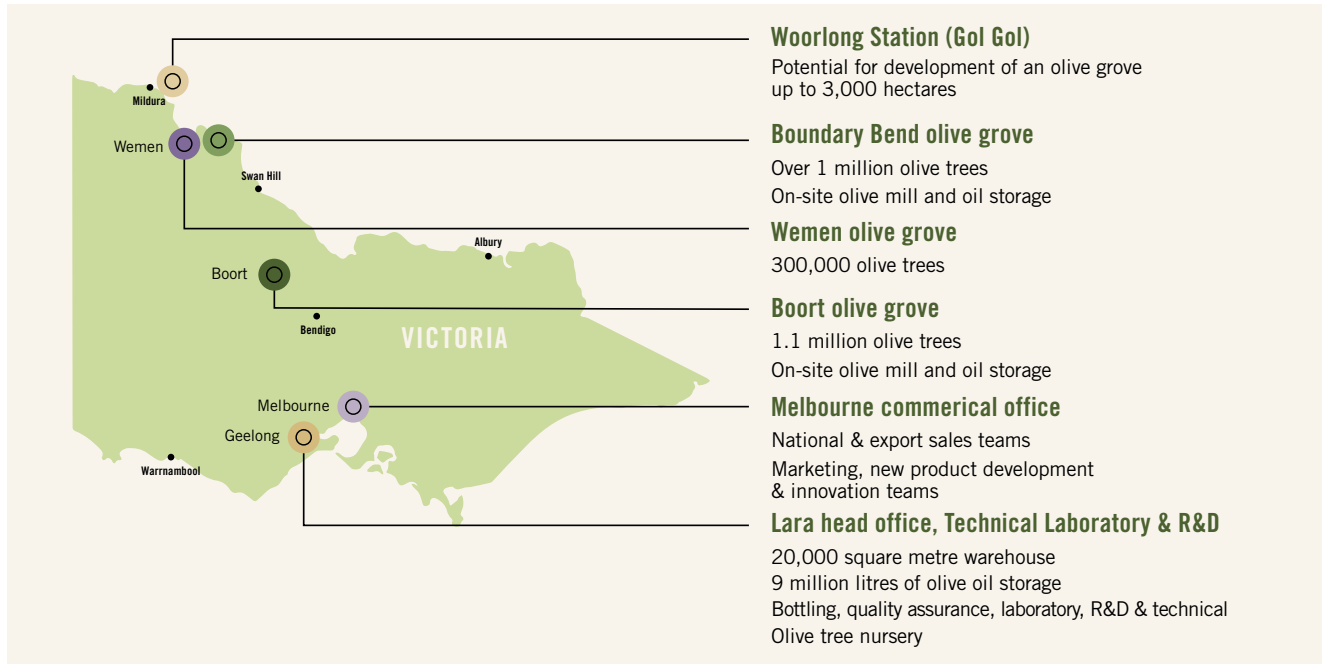 Woorlong Station (Gol Gol)
Potential for development of an olive grove
up to 3,000 hectares
Mildura
Boundary Bend olive grove
Wemen
Over 1 million olive trees
Swan Hill
On-site olive mill and oil storage
Wemen olive grove
Albury
300,000 olive trees
Boort
Boort olive grove
Bendigo
VICTORIA
1.1 million olive trees
On-site olive mill and oil storage
Melbourne
Melbourne commerical office
Geelong
National & export sales teams
Warrnambool
Marketing, new product development
& innovation teams
Lara head office, Technical Laboratory & R&D
20,000 square metre warehouse
9 million litres of olive oil storage
Bottling, quality assurance, laboratory, R&D & technical
Olive tree nursery